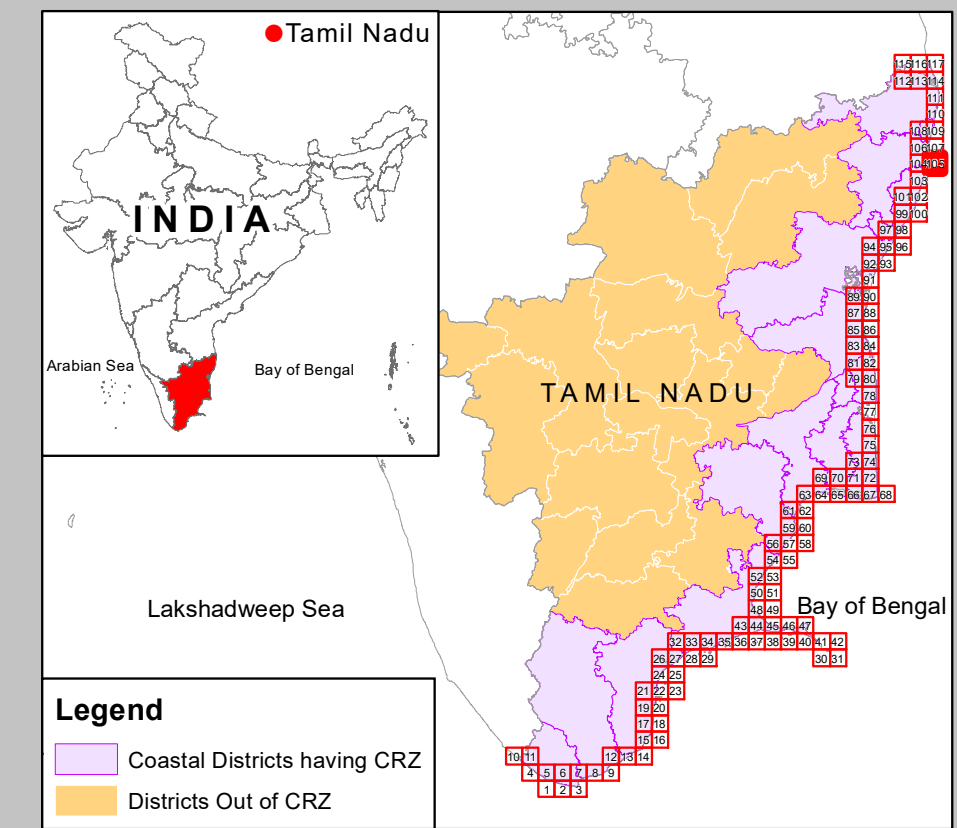 Tamil Nadu
INDIA
Arabian Sea
Bay of Bengal
115 116 117
112 113 114
111
110
108 109
106 107
104 105
103
101 102
99 100
97 98
94 95 96
92 93
91
89 90
87 88
85 86
83 84
81 82
79 80
TAMIL NADU
78
77
76
75
73 74
69 70 71 72
63 64 65 66 67 68
61 62
59 60
56 57 58
54 55
52 53
50 51
48 49
Lakshadweep Sea
Bay of Bengal
43 44 45 46 47
32 33 34 35 36 37 38 39 40 41 42
26 27 28 29 30 31
24 25
21 22 23
19 20
17 18
15 16
10 11 12 13 14
4 5 6 7 8 9
1 2 3
Legend
Coastal Districts having CRZ
Districts Out of CRZ